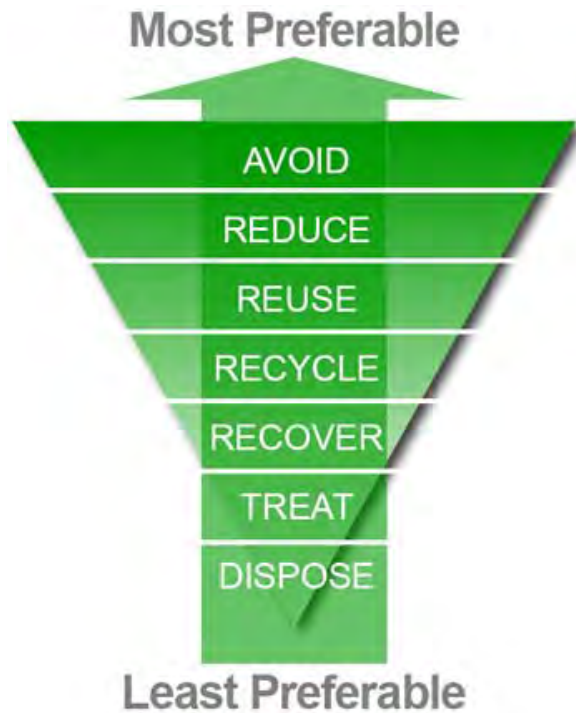 Most Preferable
AVOID
REDUCE
REUSE
RECYCLE
RECOVER
TREAT
DISPOSE
Least Preferable